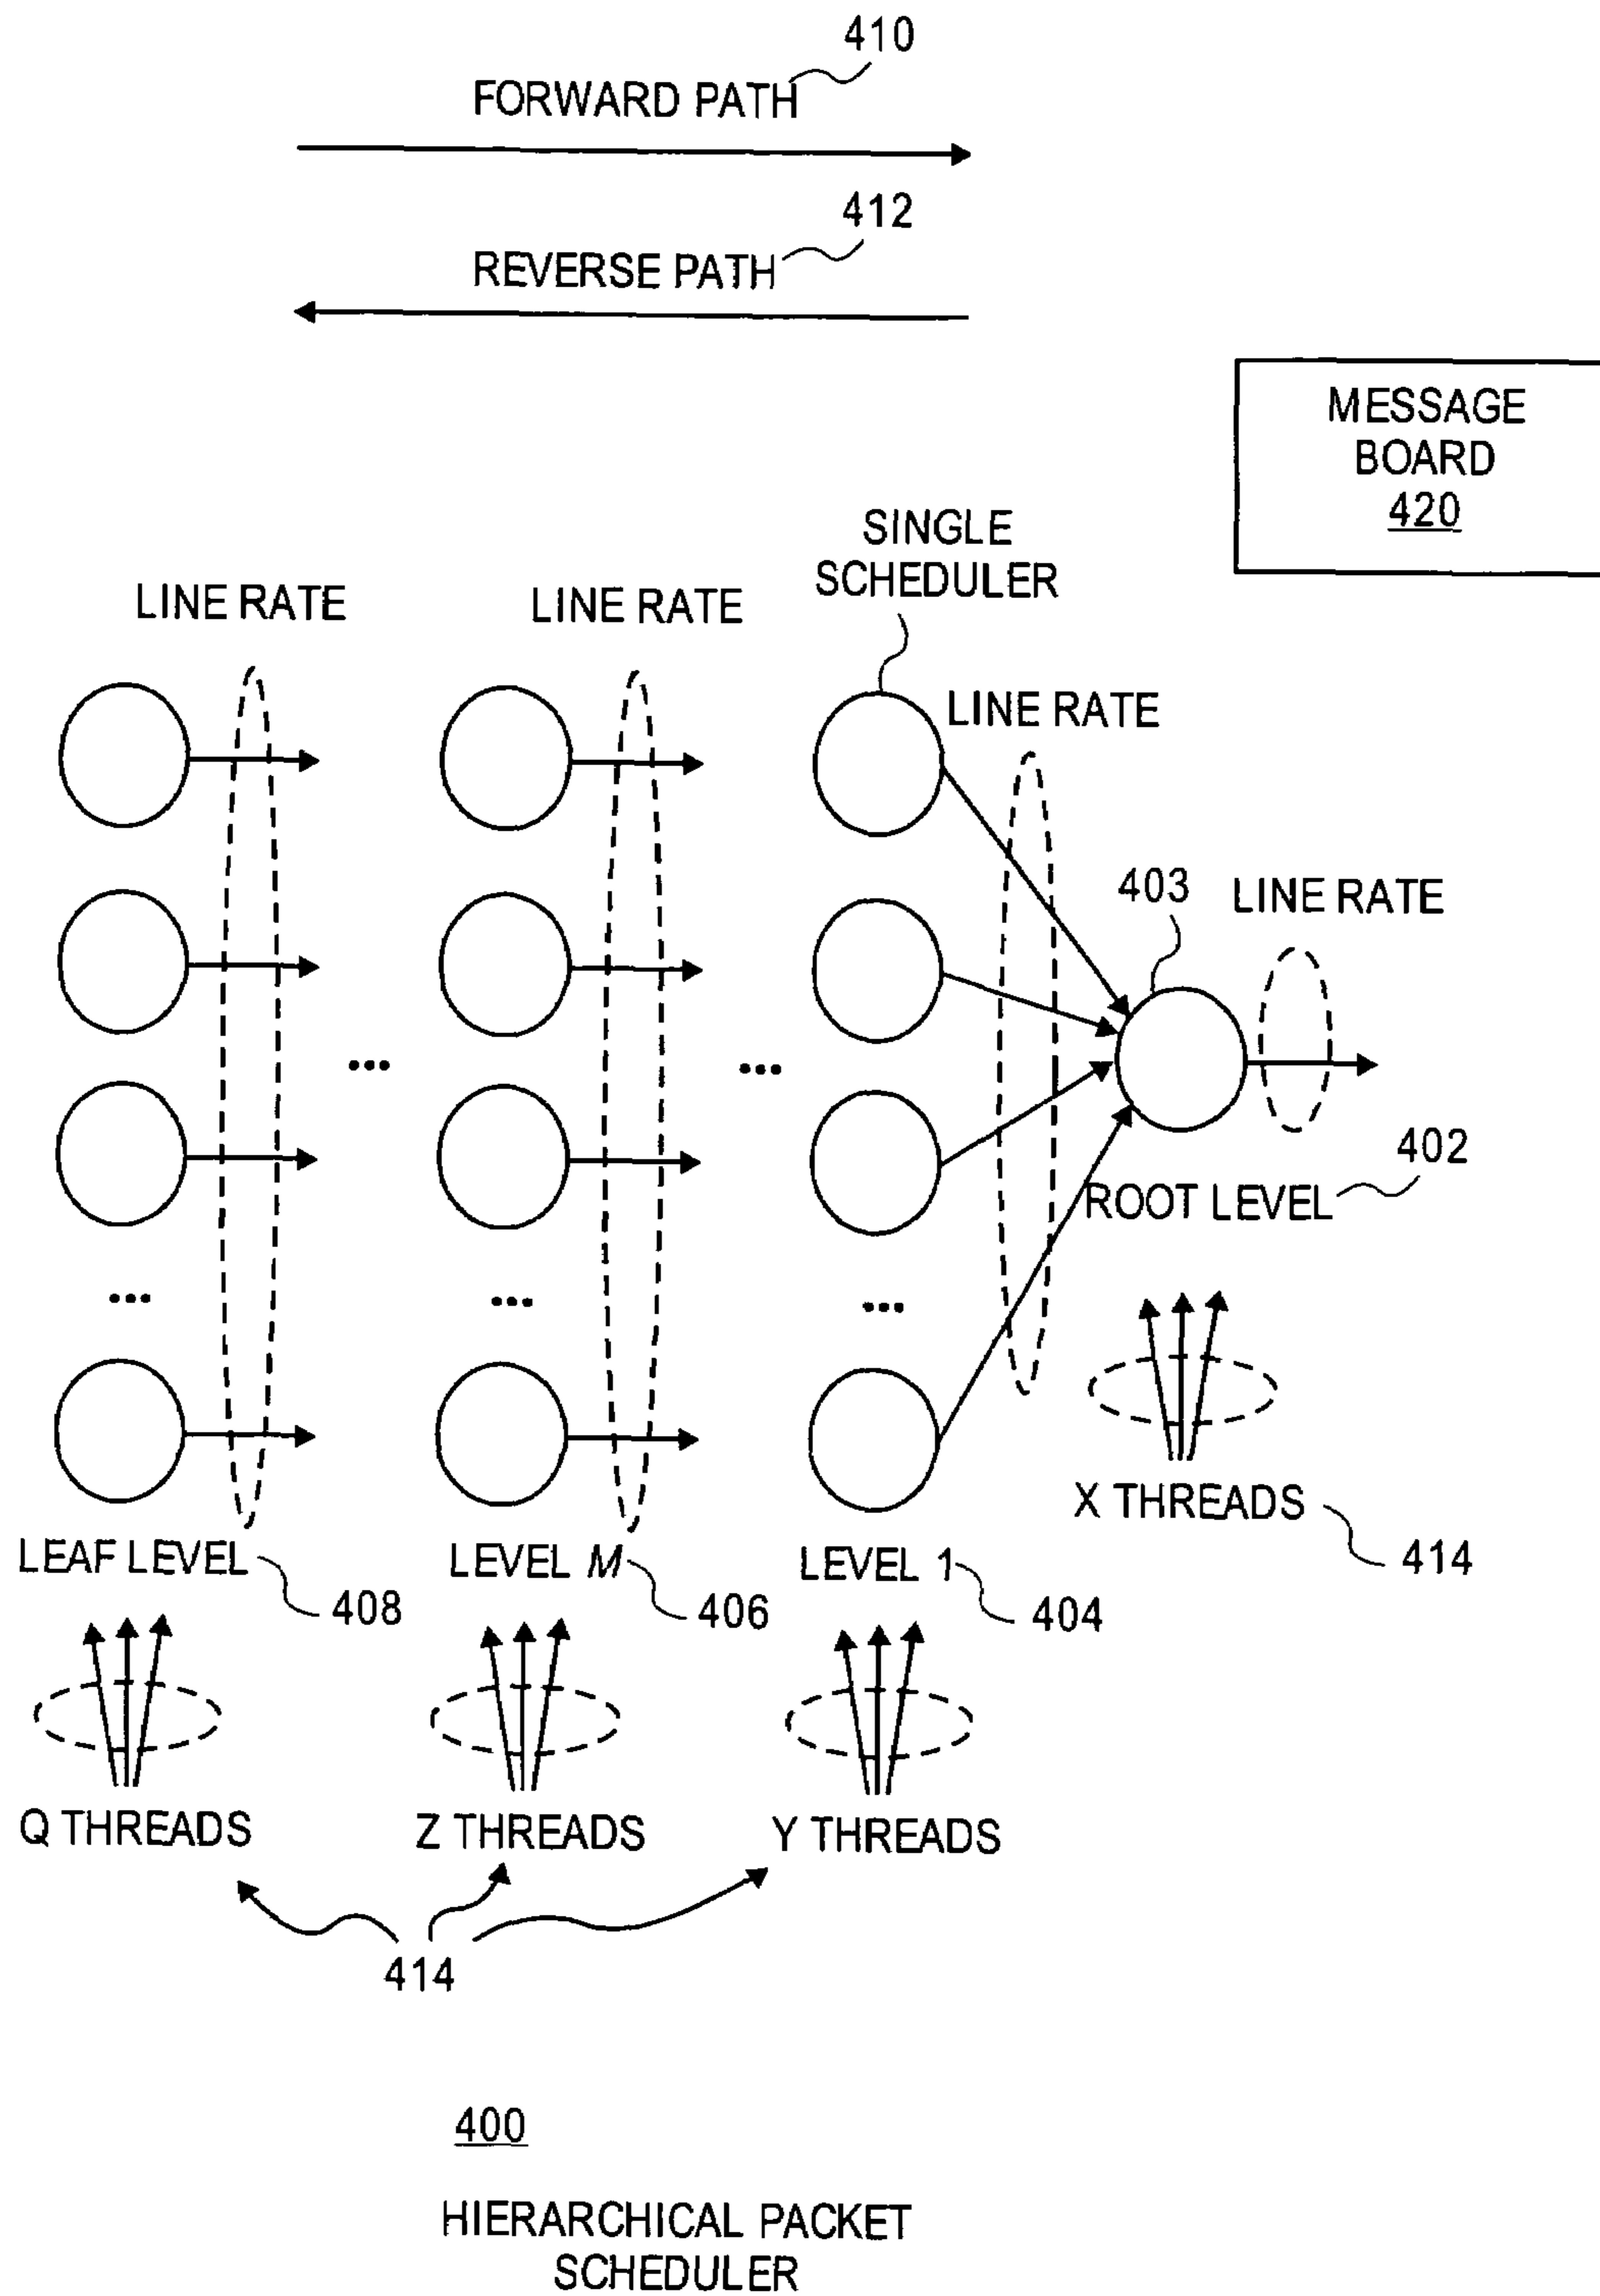 410
FORWARD PATH
412
REVERSE PATH
MESSAGE
BOARD
420
SINGLE
SCHEDULER
LINE RATE
LINE RATE
LINE RATE
403
LINE RATE
...
...
402
ROOT LEVEL
...
...
...
X THREADS
414
LEAF LEVEL
408
LEVEL M
406
LEVEL 1
404
Q THREADS
Z THREADS
Y THREADS
414
400
HIERARCHICAL PACKET
SCHEDULER